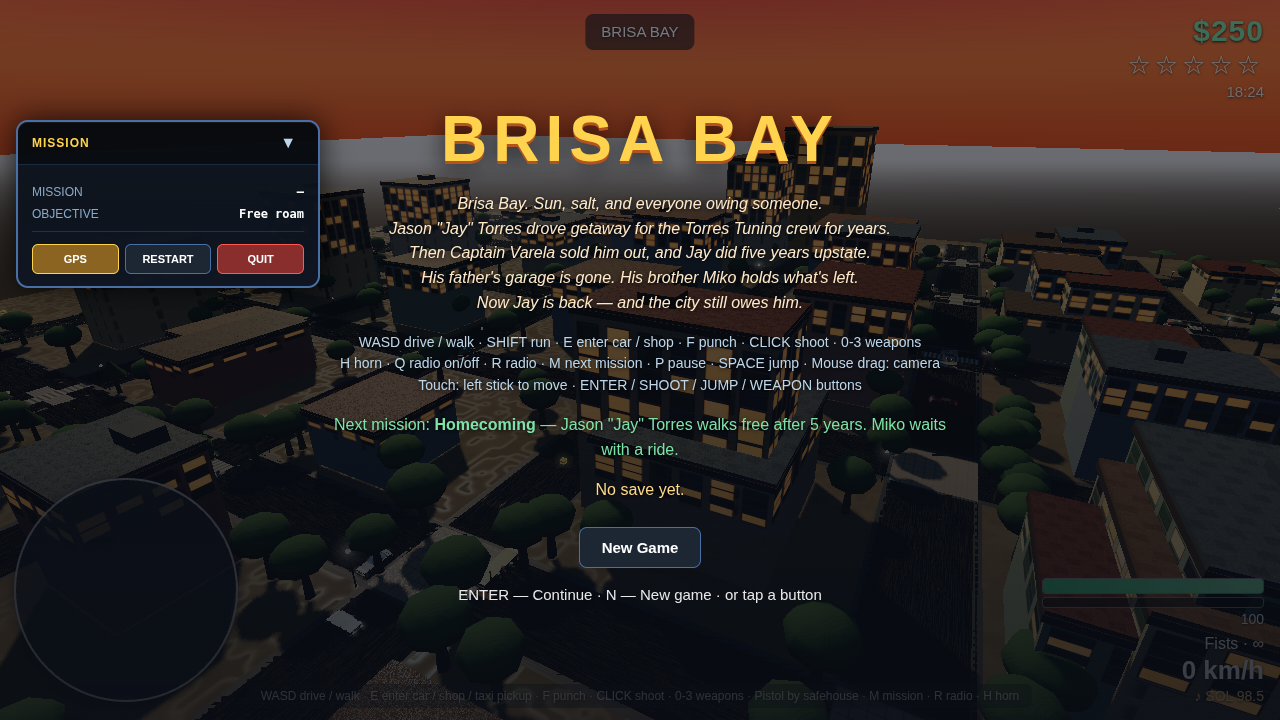 BRISA BAY
$250
☆☆☆☆☆
18:24
MISSION ▼
MISSION –
OBJECTIVE Free roam
GPS RESTART QUIT
BRISA BAY
Brisa Bay. Sun, salt, and everyone owing someone.
Jason "Jay" Torres drove getaway for the Torres Tuning crew for years.
Then Captain Varela sold him out, and Jay did five years upstate.
His father's garage is gone. His brother Miko holds what's left.
Now Jay is back — and the city still owes him.
WASD drive / walk · SHIFT run · E enter car / shop · F punch · CLICK shoot · 0-3 weapons
H horn · Q radio on/off · R radio · M next mission · P pause · SPACE jump · Mouse drag: camera
Touch: left stick to move · ENTER / SHOOT / JUMP / WEAPON buttons
Next mission: Homecoming — Jason "Jay" Torres walks free after 5 years. Miko waits
with a ride.
No save yet.
New Game
ENTER — Continue · N — New game · or tap a button
100
Fists · ∞
0 km/h
♪ SOL 98.5
WASD drive / walk · E enter car / shop / taxi pickup · F punch · CLICK shoot · 0-3 weapons · Pistol by safehouse · M mission · R radio · H horn